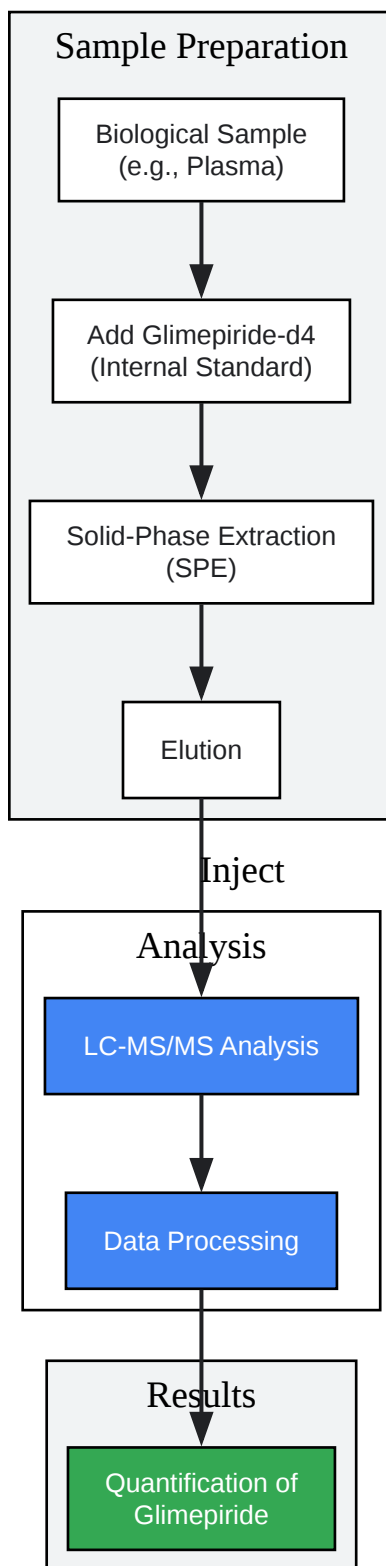 Sample Preparation
Biological Sample
(e.g., Plasma)
Add Glimepiride-d4
(Internal Standard)
Solid-Phase Extraction
(SPE)
Elution
Inject
Analysis
LC-MS/MS Analysis
Data Processing
Results
Quantification of
Glimepiride